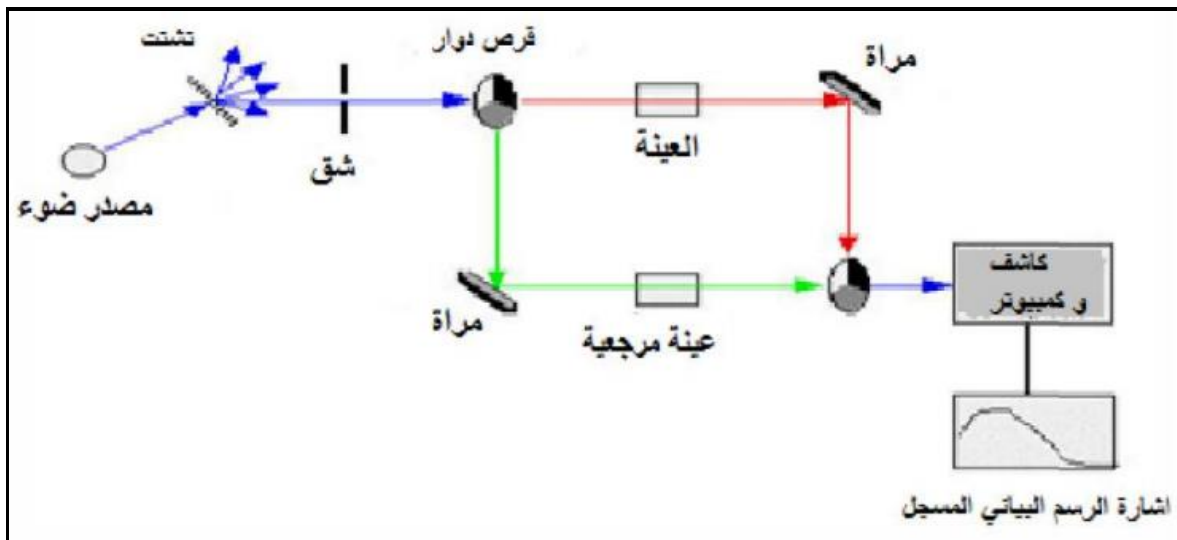 تشتت
قرص دوار
مراة
شق
العينة
مصدر ضوء
مراة
عينة مرجعية
كاشف
و كمبيوتر
اشارة الرسم البياني المسجل